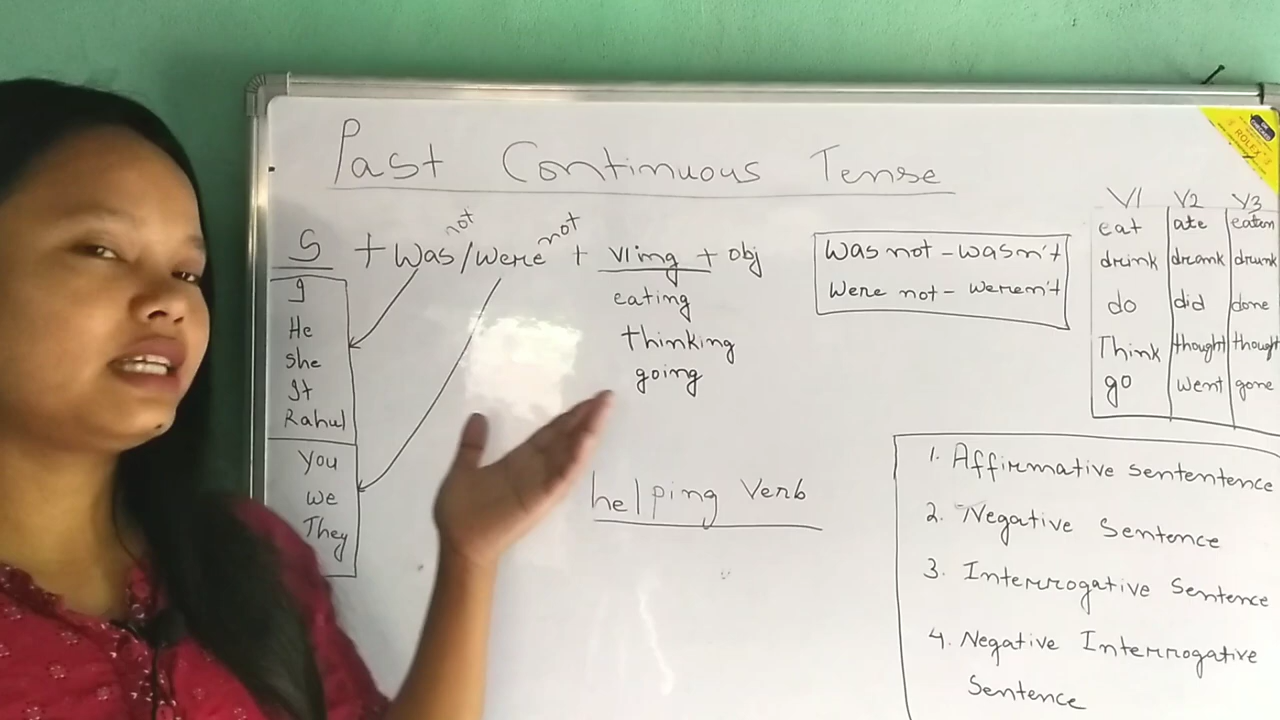 Past Continuous Tense
not not
S + Was/Were + Ving + obj
I
He
She
It
Rahul
You
We
They
eating
thinking
going
helping Verb
Was not - wasn't
Were not - weren't
V1 V2 V3
eat ate eaten
drink drank drunk
do did done
Think thought thought
go went gone
1. Affirmative Sententence
2. Negative Sentence
3. Interrogative Sentence
4. Negative Interrogative
Sentence
ROLEX